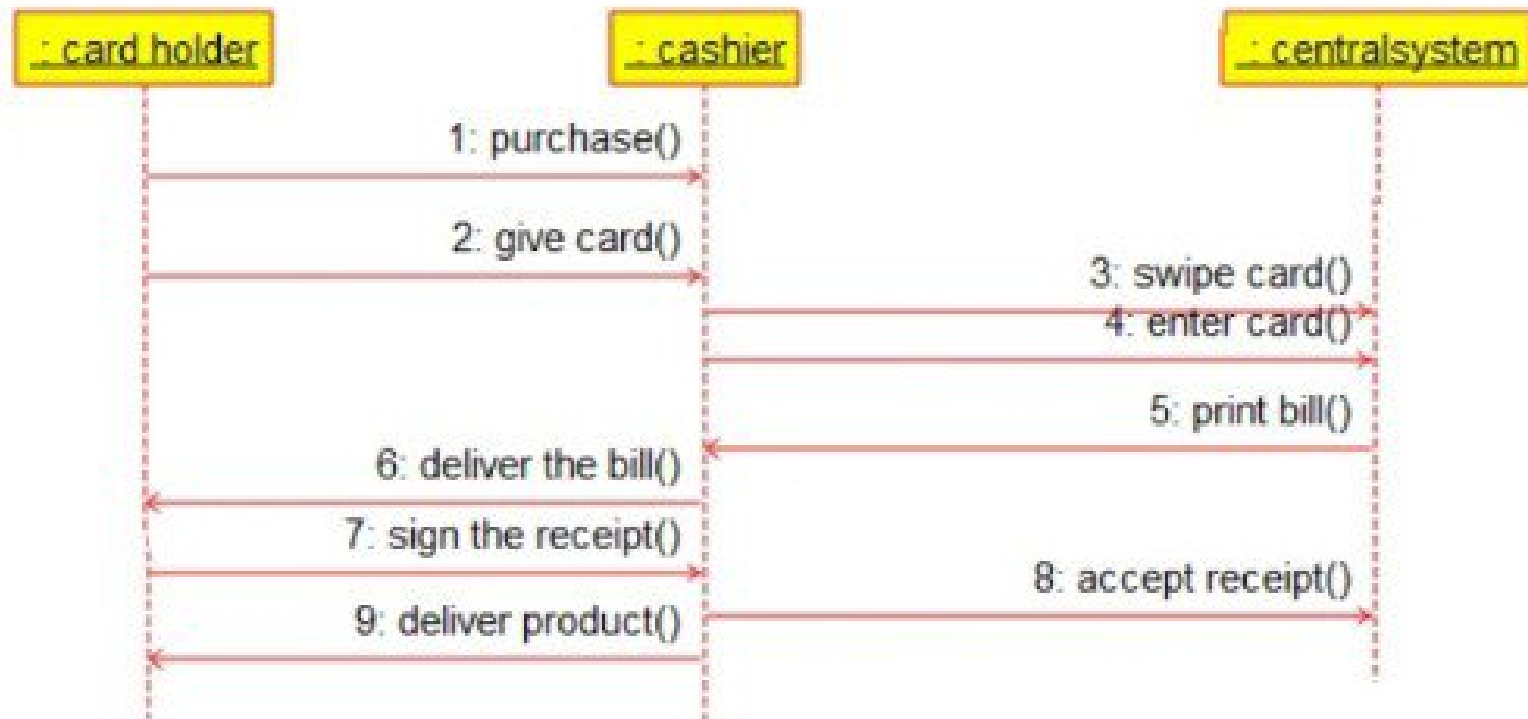 : card holder
: cashier
: centralsystem
1: purchase()
2: give card()
3: swipe card()
4: enter card()
5: print bill()
6: deliver the bill()
7: sign the receipt()
8: accept receipt()
9: deliver product()